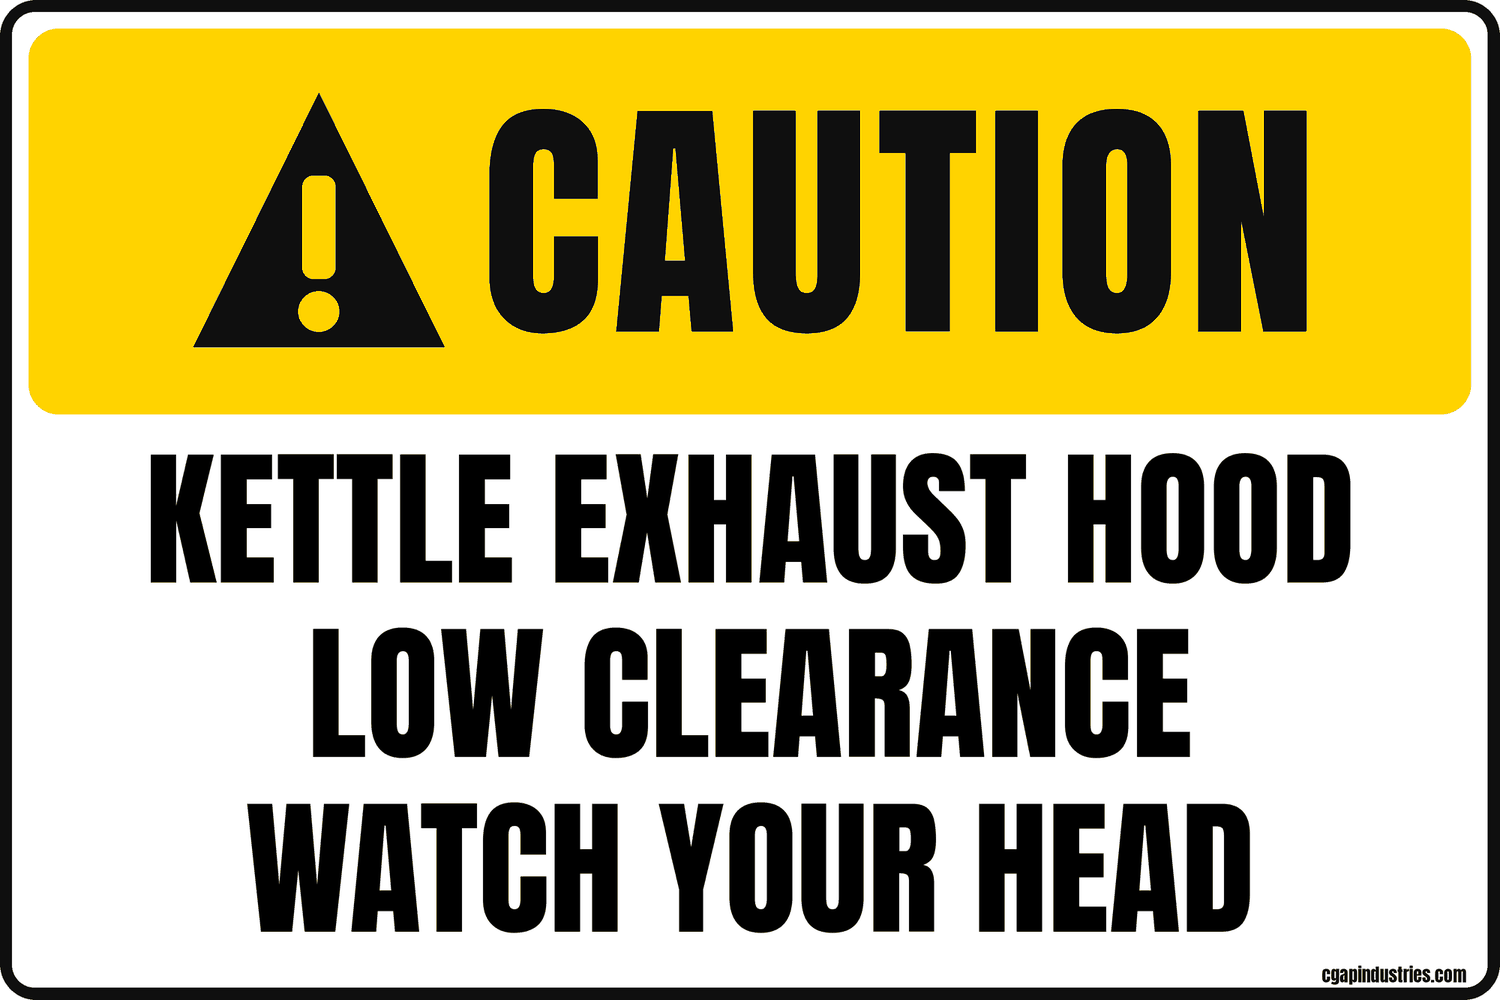 CAUTION
KETTLE EXHAUST HOOD
LOW CLEARANCE
WATCH YOUR HEAD
cgapindustries.com